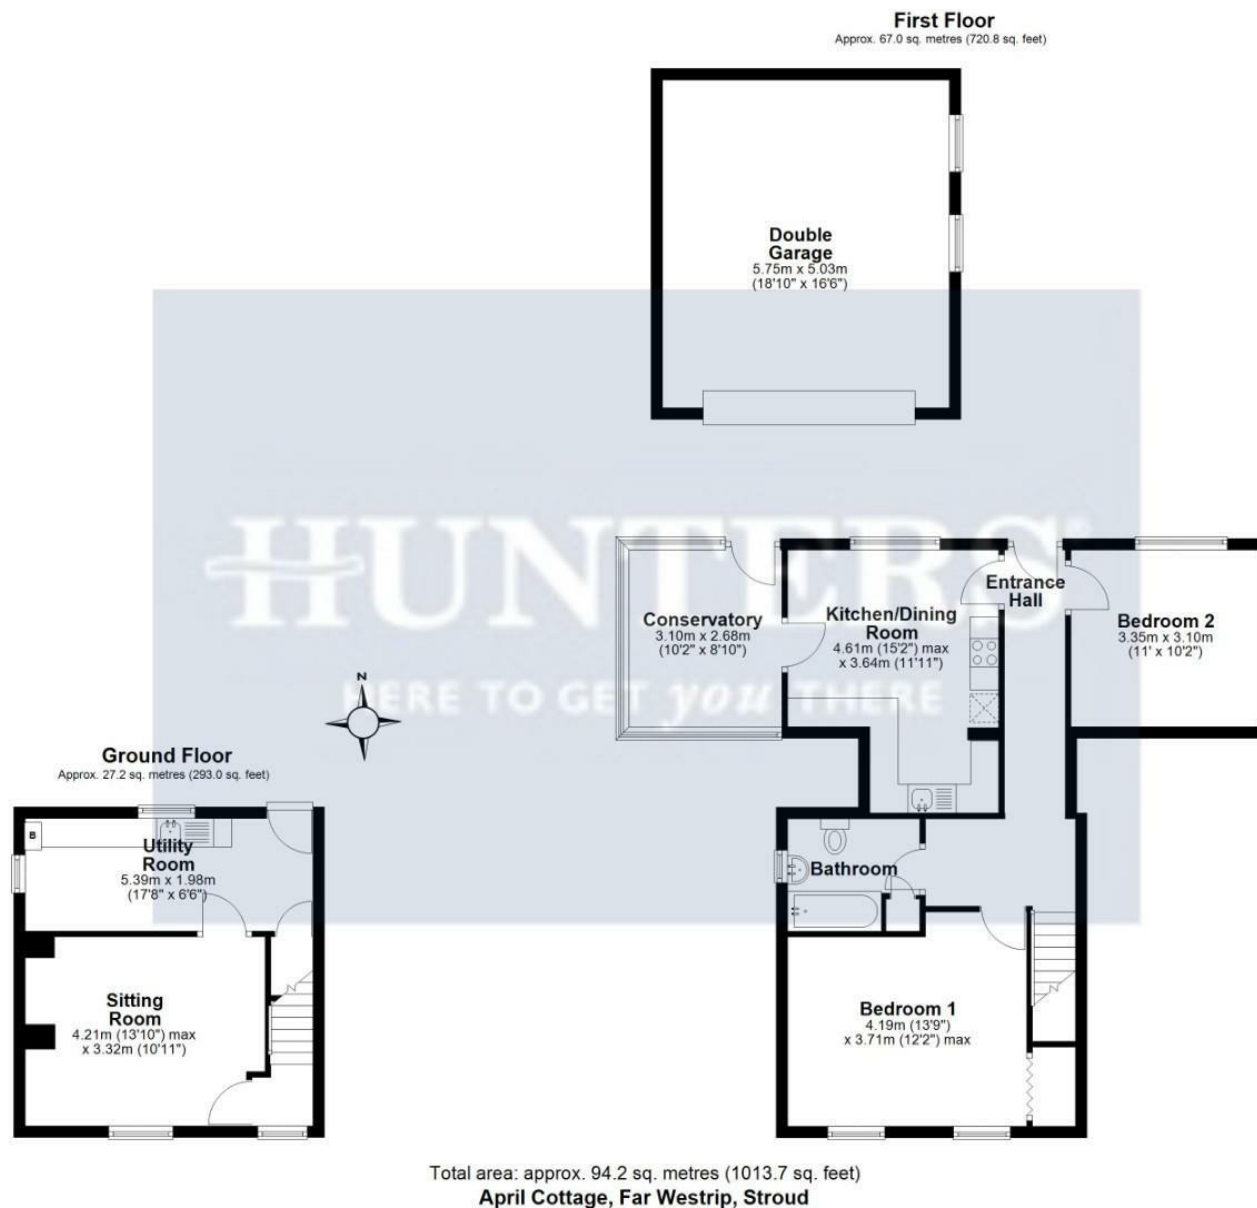 First Floor
Approx. 67.0 sq. metres (720.8 sq. feet)
Double
Garage
5.75m x 5.03m
(18'10" x 16'6")
HUNTERS
HERE TO GET you THERE
Entrance
Hall
Conservatory
3.10m x 2.68m
(10'2" x 8'10")
Kitchen/Dining
Room
4.61m (15'2") max
x 3.64m (11'11")
Bedroom 2
3.35m x 3.10m
(11' x 10'2")
N
Ground Floor
Approx. 27.2 sq. metres (293.0 sq. feet)
B
Utility
Room
5.39m x 1.98m
(17'8" x 6'6")
Bathroom
Sitting
Room
4.21m (13'10") max
x 3.32m (10'11")
Bedroom 1
4.19m (13'9")
x 3.71m (12'2") max
Total area: approx. 94.2 sq. metres (1013.7 sq. feet)
April Cottage, Far Westrip, Stroud